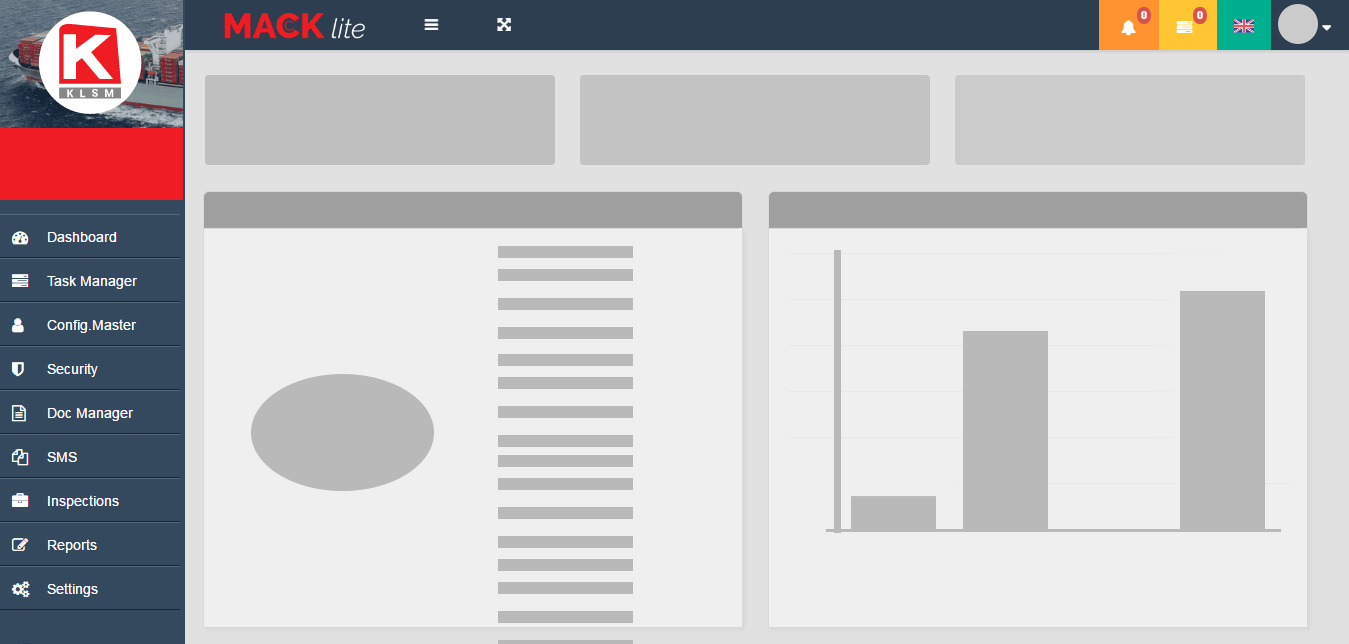 KLSM
MACK lite
0
0
Dashboard
Task Manager
Config.Master
Security
Doc Manager
SMS
Inspections
Reports
Settings